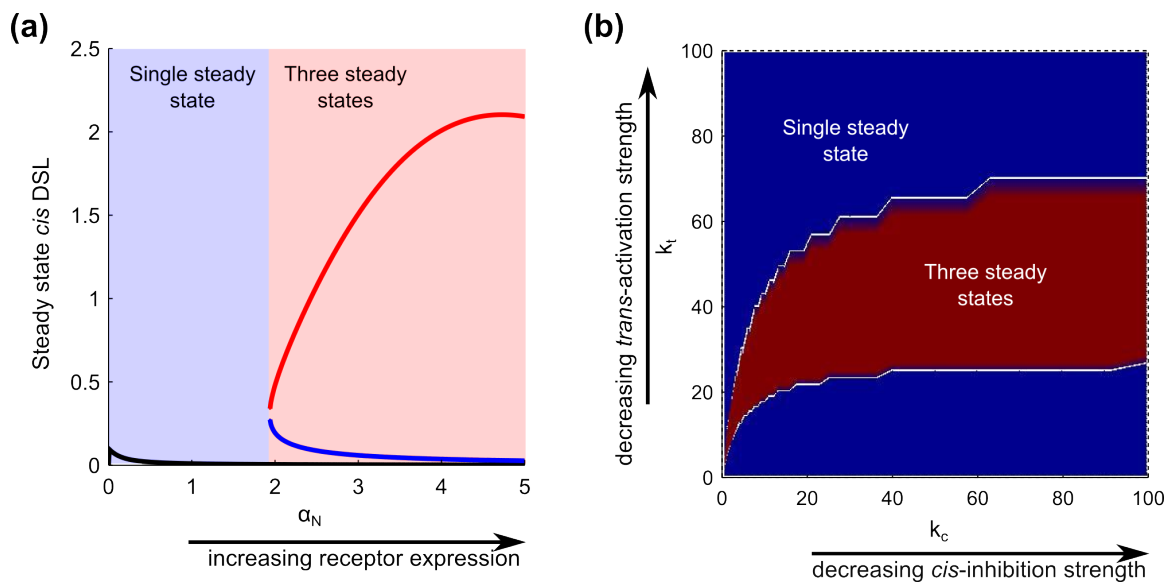 (a)
2.5
2
1.5
1
0.5
0
Steady state cis DSL
Single steady
state
Three steady
states
0 1 2 3 4 5
αN
increasing receptor expression
(b)
100
80
60
40
20
0
decreasing trans-activation strength
kt
Single steady
state
Three steady
states
0 20 40 60 80 100
kc
decreasing cis-inhibition strength